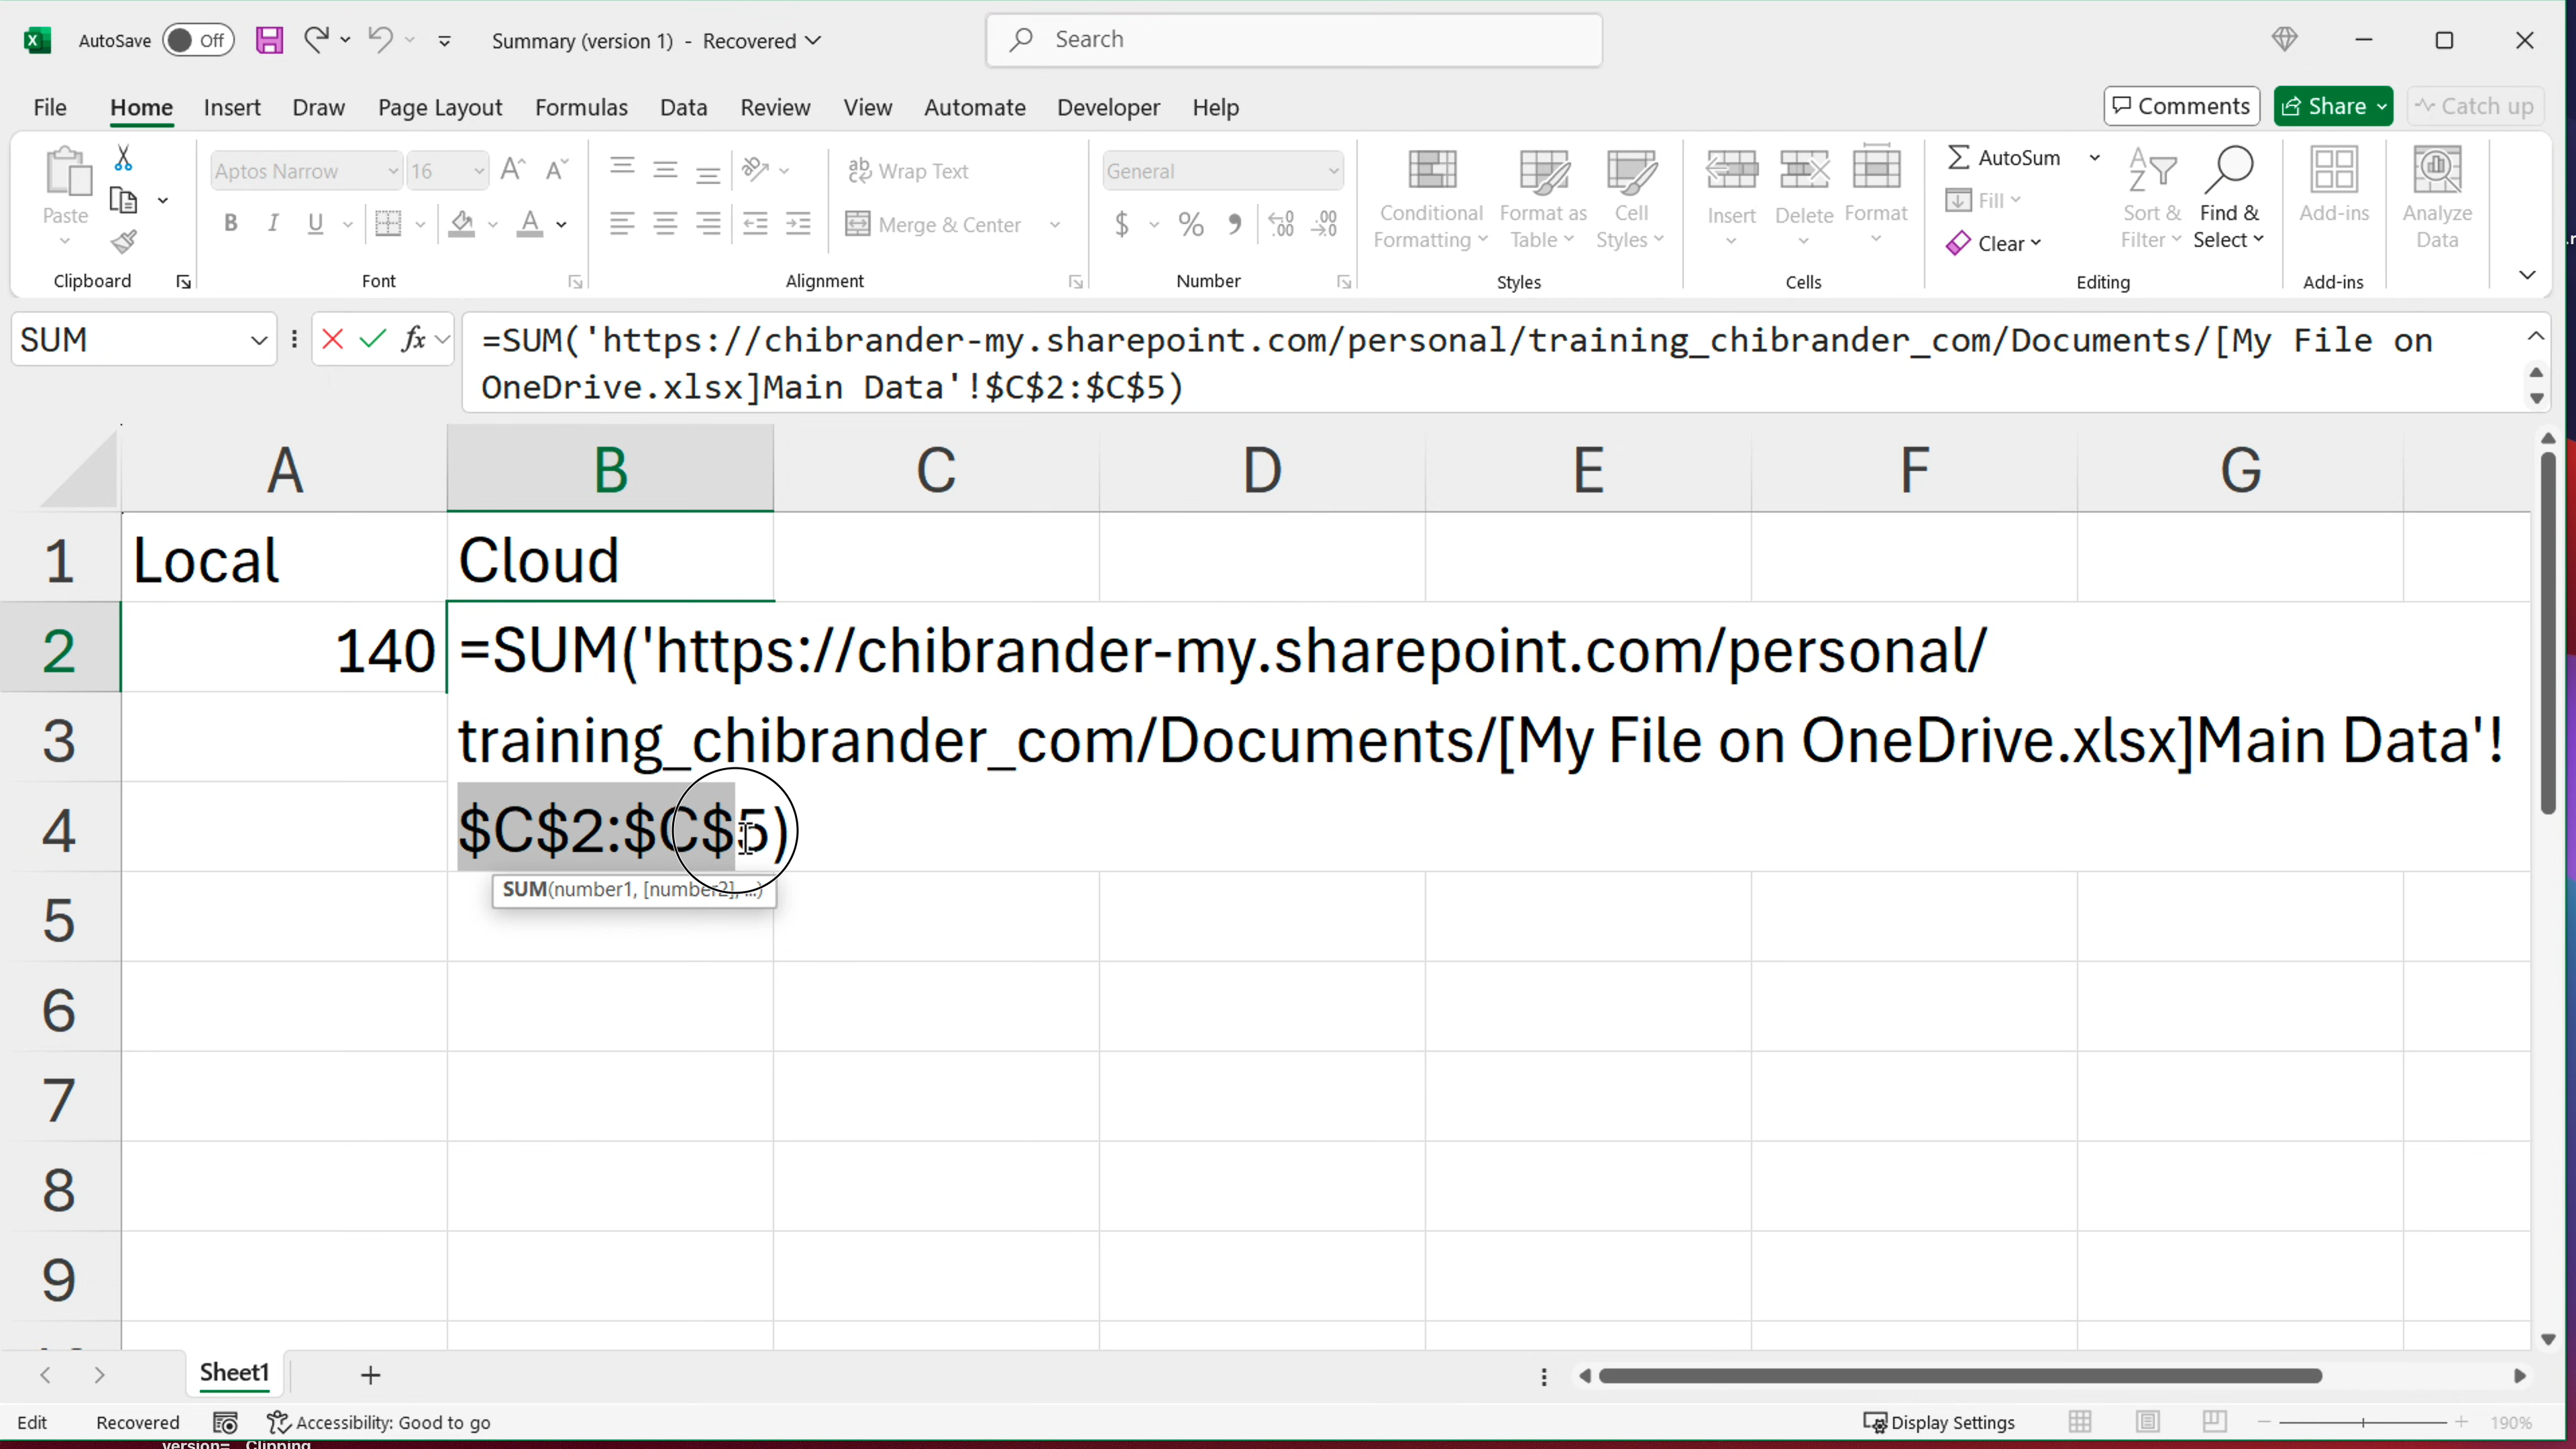 AutoSave Off Summary (version 1) - Recovered Search
File Home Insert Draw Page Layout Formulas Data Review View Automate Developer Help Comments Share Catch up
Paste
Clipboard
Aptos Narrow 16
B I U A
Font
Wrap Text
Merge & Center
Alignment
General
$ %
Number
Conditional Formatting
Format as Table
Cell Styles
Styles
Insert Delete Format
Cells
AutoSum
Fill
Clear
Sort & Filter
Find & Select
Editing
Add-ins
Add-ins
Analyze Data
SUM fx =SUM('https://chibrander-my.sharepoint.com/personal/training_chibrander_com/Documents/[My File on
OneDrive.xlsx]Main Data'!$C$2:$C$5)
A B C D E F G
1 Local Cloud
2 140 =SUM('https://chibrander-my.sharepoint.com/personal/
3 training_chibrander_com/Documents/[My File on OneDrive.xlsx]Main Data'!
4 $C$2:$C$5)
SUM(number1, [number2], ...)
5
6
7
8
9
Sheet1
Edit Recovered Accessibility: Good to go Display Settings 190%
version= Clipping